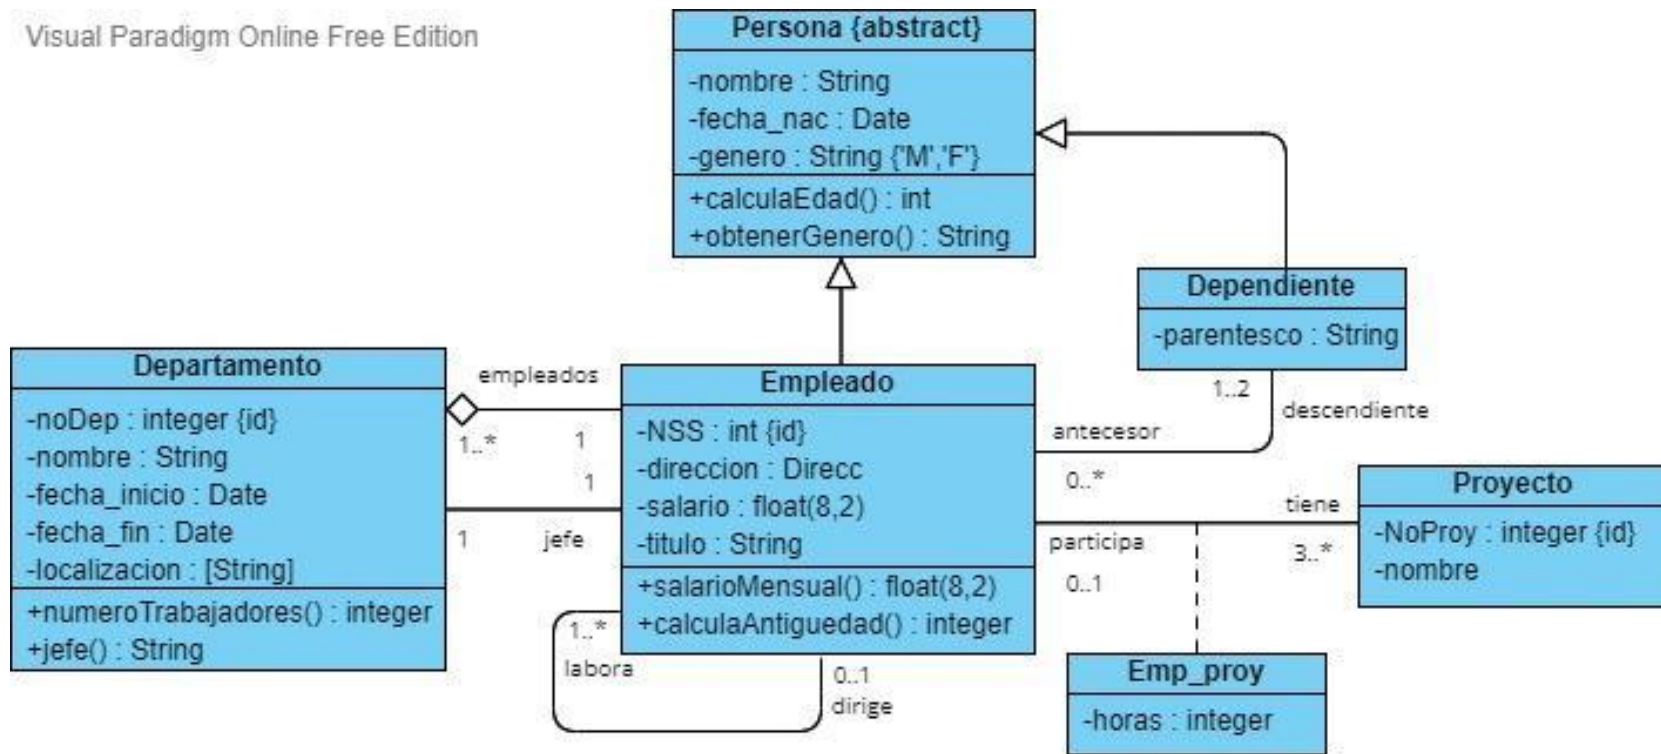 Visual Paradigm Online Free Edition
Persona {abstract}
-nombre : String
-fecha_nac : Date
-genero : String {'M','F'}
+calculaEdad() : int
+obtenerGenero() : String
Dependiente
-parentesco : String
Departamento
-noDep : integer {id}
-nombre : String
-fecha_inicio : Date
-fecha_fin : Date
-localizacion : [String]
+numeroTrabajadores() : integer
+jefe() : String
empleados
1..*
1
1
1
jefe
Empleado
-NSS : int {id}
-direccion : Direcc
-salario : float(8,2)
-titulo : String
+salarioMensual() : float(8,2)
+calculaAntiguedad() : integer
1..*
labora
0..1
dirige
1..2
descendiente
antecesor
0..*
participa
0..1
tiene
3..*
Proyecto
-NoProy : integer {id}
-nombre
Emp_proy
-horas : integer